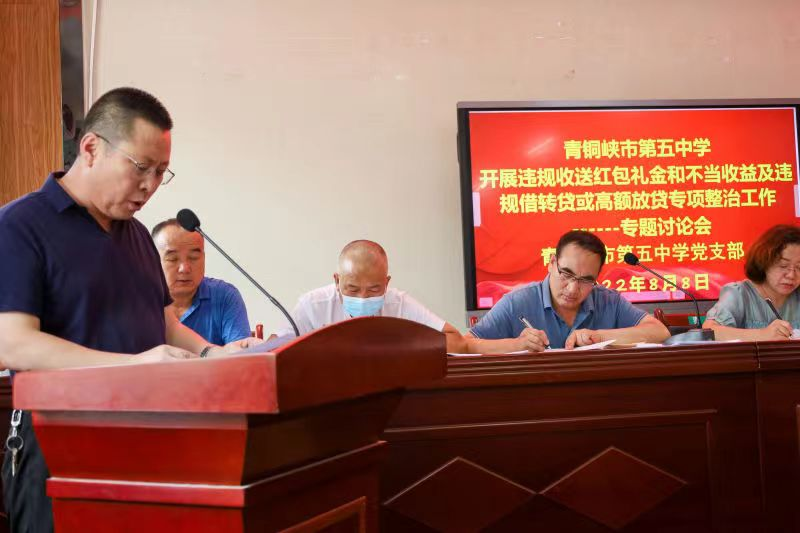 青铜峡市第五中学
开展违规收送红包礼金和不当收益及违
规借转贷或高额放贷专项整治工作
------专题讨论会
市第五中学党支部
22年8月8日